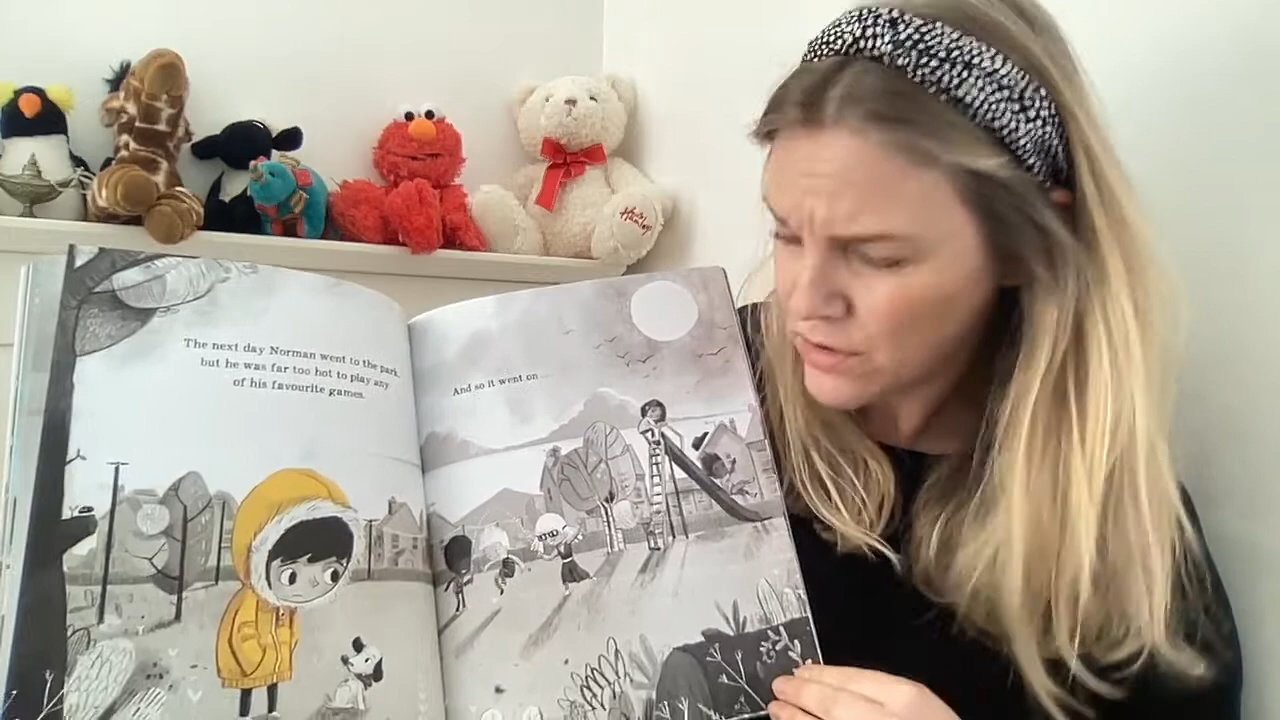 The next day Norman went to the park,
but he was far too hot to play any
of his favourite games.
And so it went on...
Hamleys